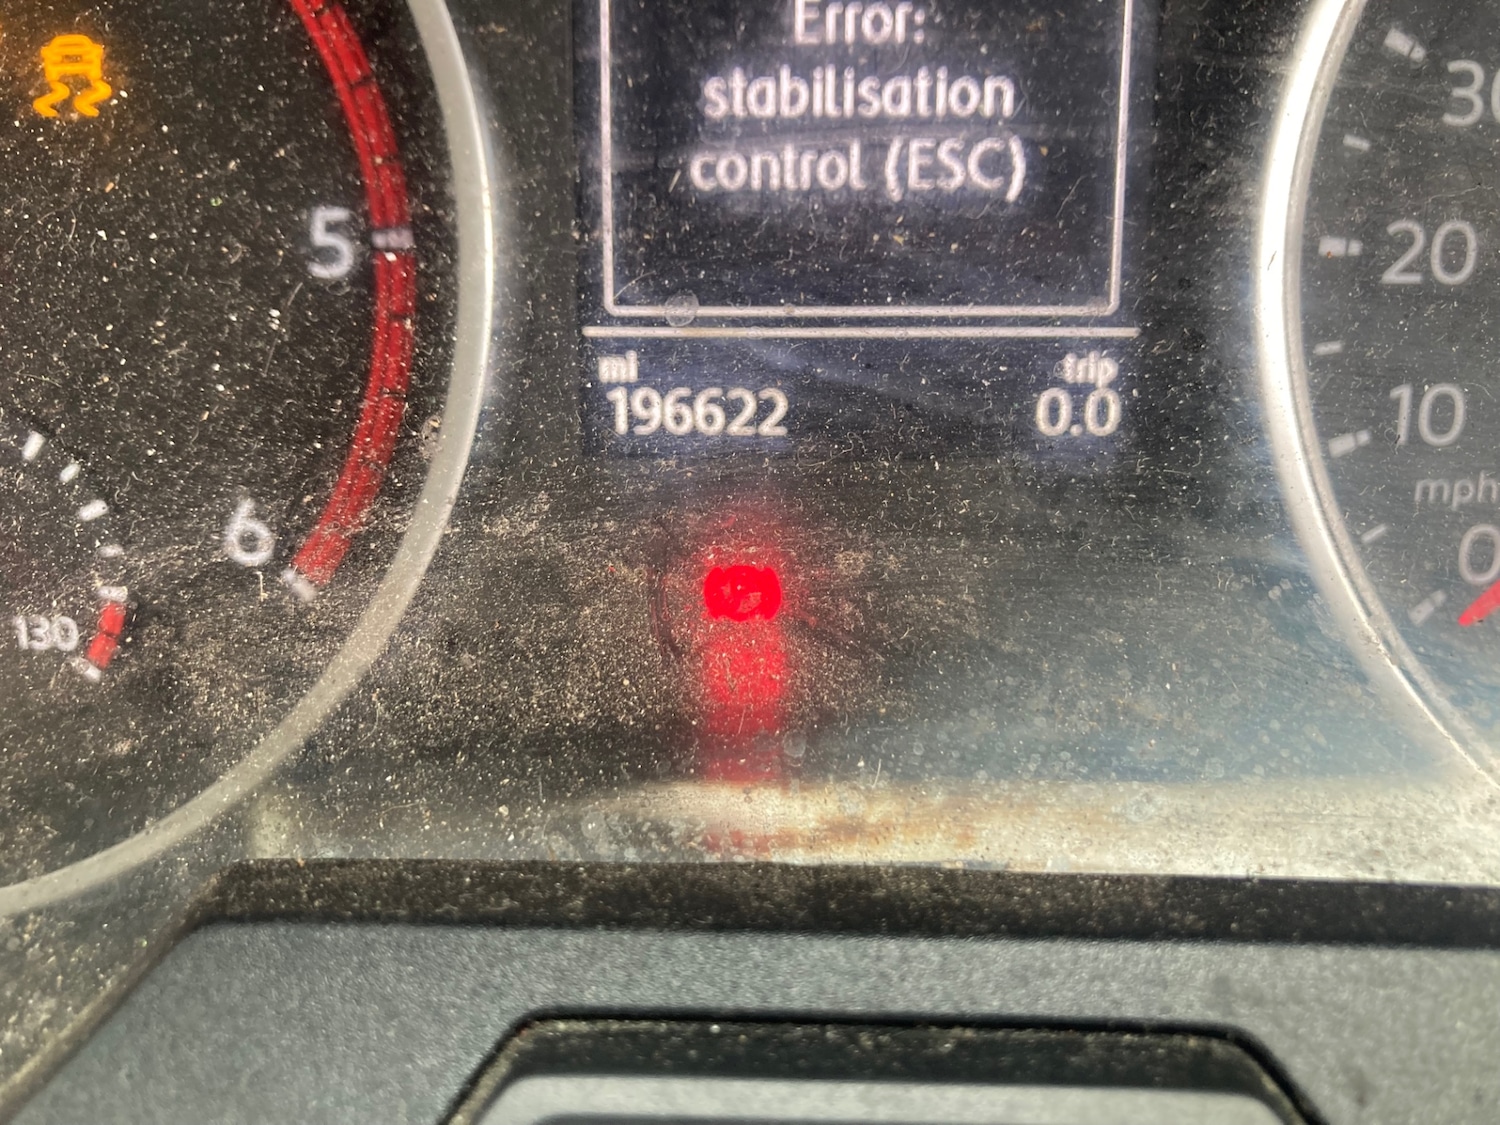 Error:
stabilisation
control (ESC)
mi
trip
196622
0.0
5
6
130
30
20
10
mph
0